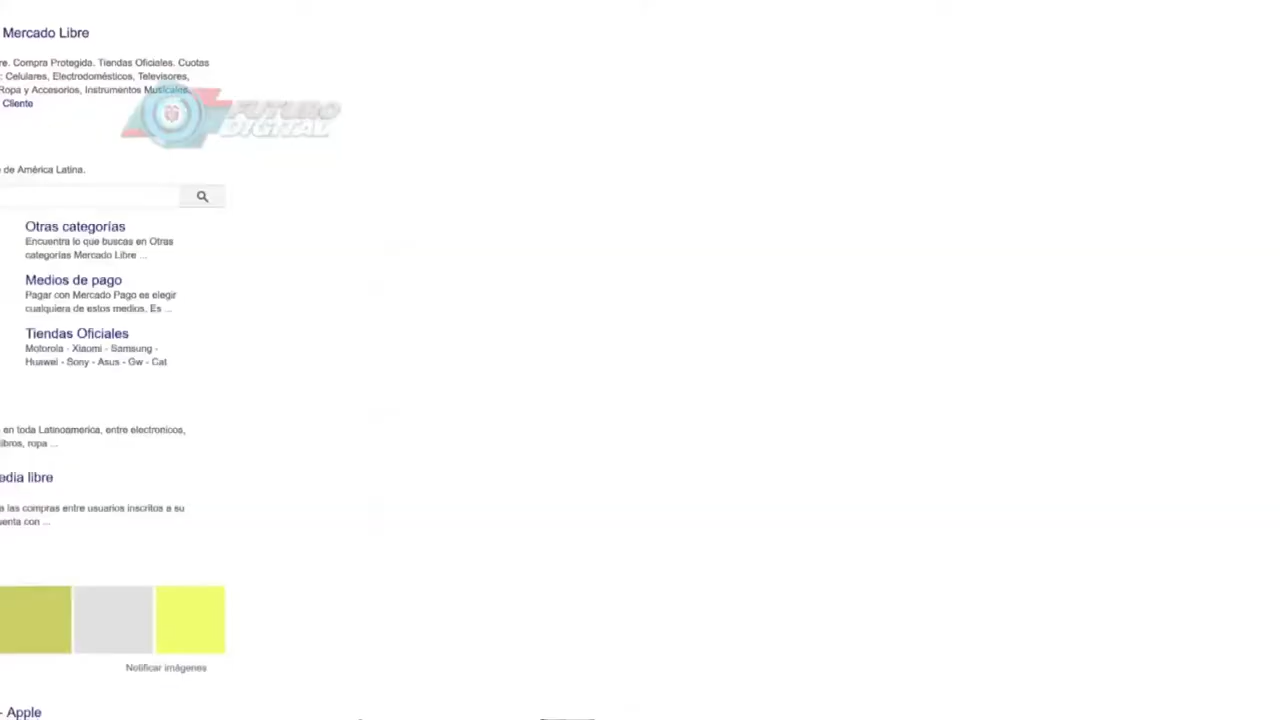 Mercado Libre
re. Compra Protegida. Tiendas Oficiales. Cuotas
: Celulares, Electrodomésticos, Televisores,
Ropa y Accesorios, Instrumentos Musicales,
Cliente
FUTURO
DIGITAL
de América Latina.
Otras categorías
Encuentra lo que buscas en Otras
categorías Mercado Libre ...
Medios de pago
Pagar con Mercado Pago es elegir
cualquiera de estos medios. Es ...
Tiendas Oficiales
Motorola - Xiaomi - Samsung -
Huawei - Sony - Asus - Gw - Cat
en toda Latinoamerica, entre electronicos,
libros, ropa ...
edia libre
a las compras entre usuarios inscritos a su
uenta con ...
Notificar imágenes
- Apple